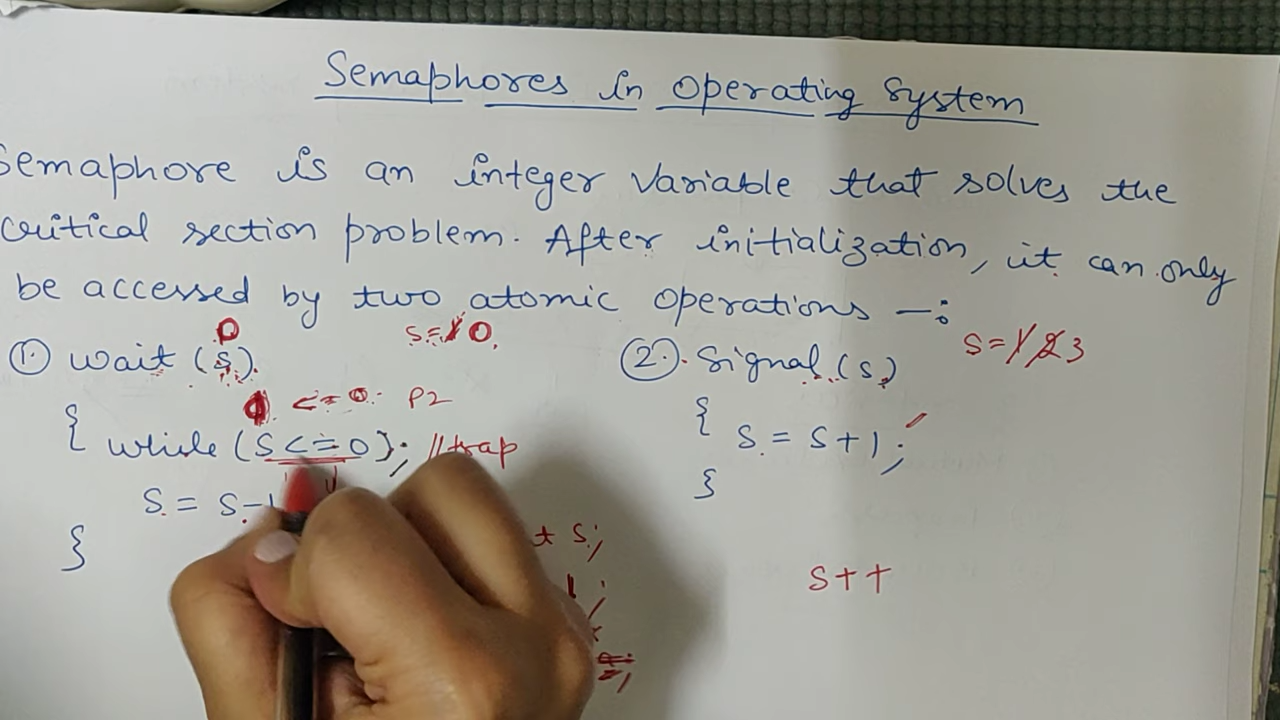 Semaphores in Operating System
Semaphore is an integer variable that solves the
critical section problem. After initialization, it can only
be accessed by two atomic operations —:
0 S=1 0
S=1 2 3
① wait (s). ②. Signal (s)
<=0. P2
{ while (S<=0); //trap
{ S = S+1;
S = S-1
} }
t S;
S++